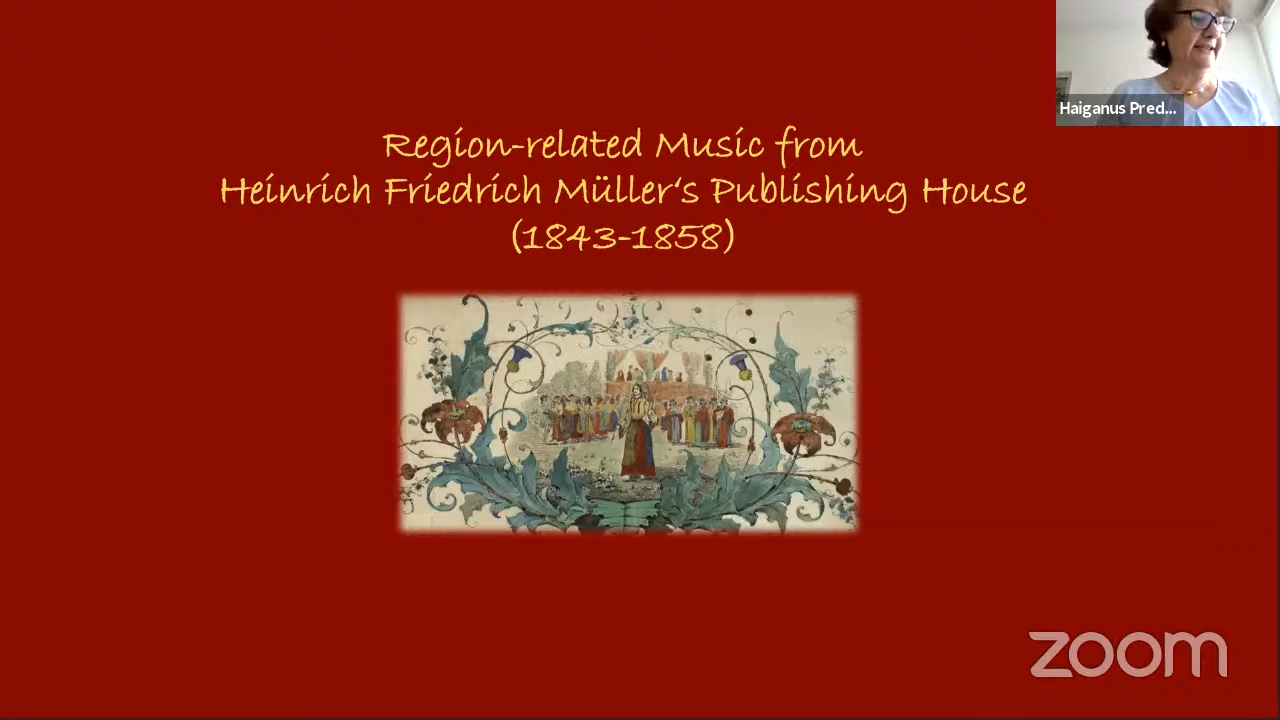 Haiganus Pred...
Region-related Music from
Heinrich Friedrich Müller‘s Publishing House
(1843-1858)
zoom